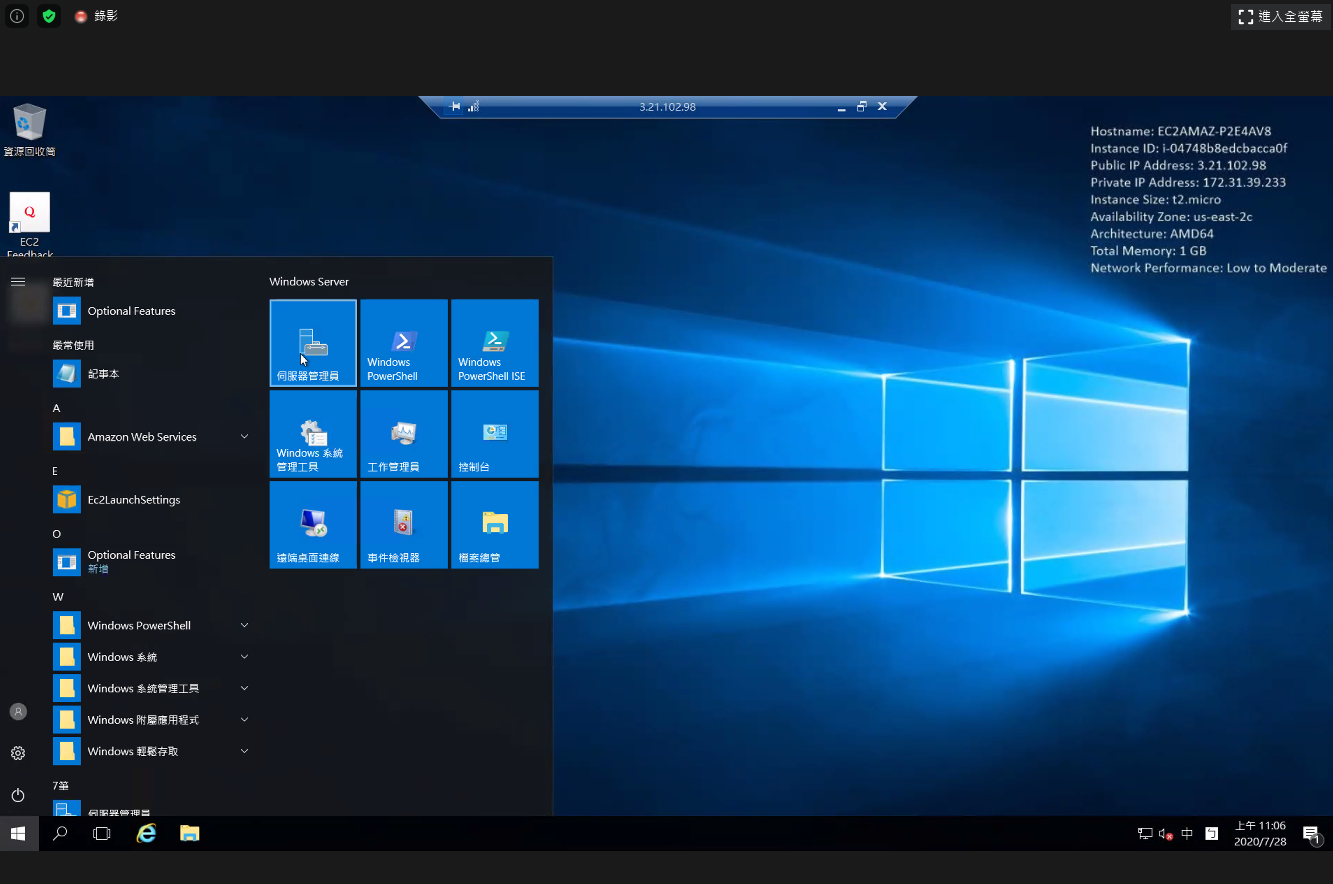 錄影
進入全螢幕
3.21.102.98
資源回收筒
Q
EC2
Feedback
Hostname: EC2AMAZ-P2E4AV8
Instance ID: i-04748b8edcbacca0f
Public IP Address: 3.21.102.98
Private IP Address: 172.31.39.233
Instance Size: t2.micro
Availability Zone: us-east-2c
Architecture: AMD64
Total Memory: 1 GB
Network Performance: Low to Moderate
最近新增
Optional Features
最常使用
記事本
A
Amazon Web Services
E
Ec2LaunchSettings
O
Optional Features
新增
W
Windows PowerShell
Windows 系統
Windows 系統管理工具
Windows 附屬應用程式
Windows 輕鬆存取
7筆
伺服器管理員
Windows Server
伺服器管理員
Windows
PowerShell
Windows
PowerShell ISE
Windows 系統
管理工具
工作管理員
控制台
遠端桌面連線
事件檢視器
檔案總管
中
ㄅ
上午 11:06
2020/7/28
1